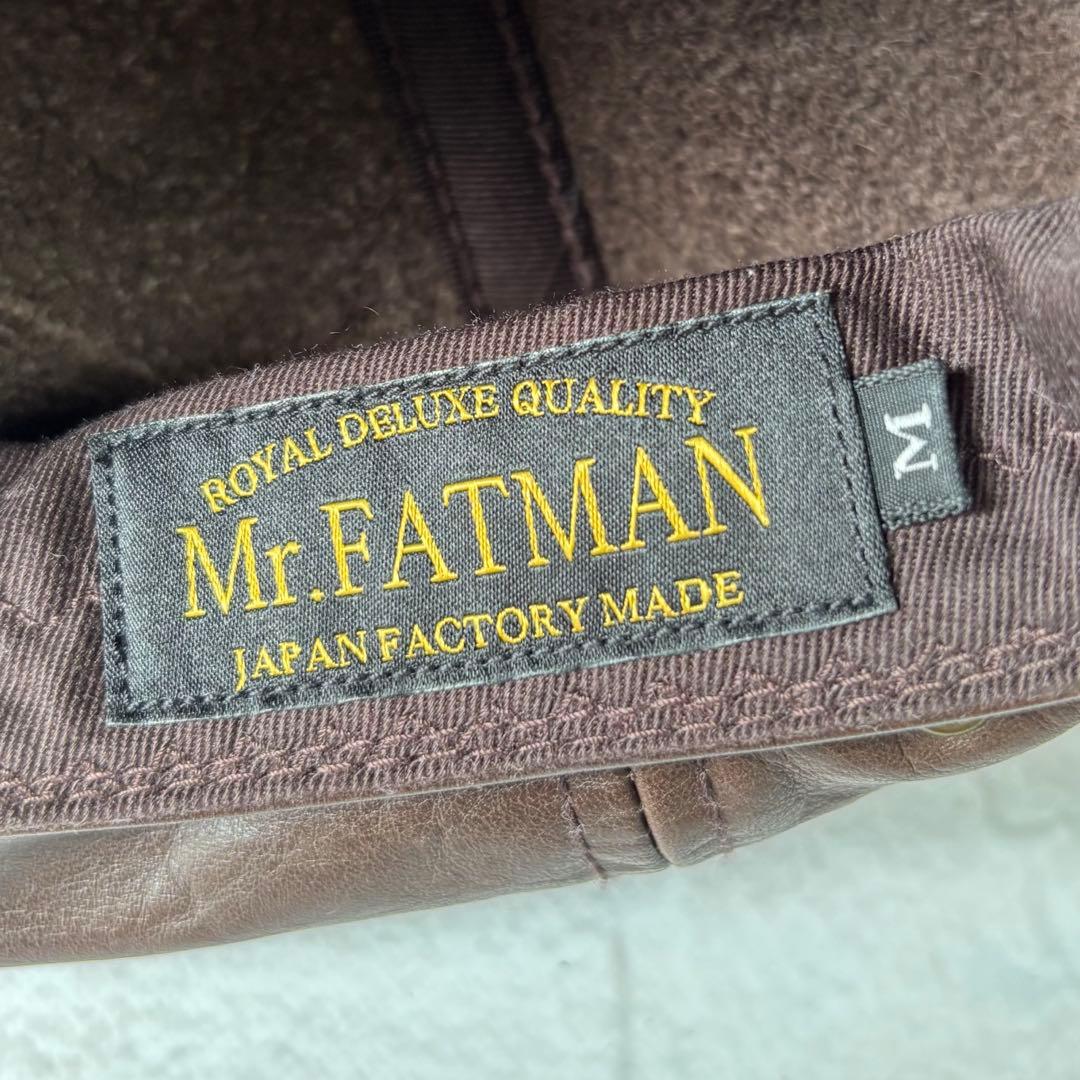 ROYAL DELUXE QUALITY
Mr.FATMAN
JAPAN FACTORY MADE
M